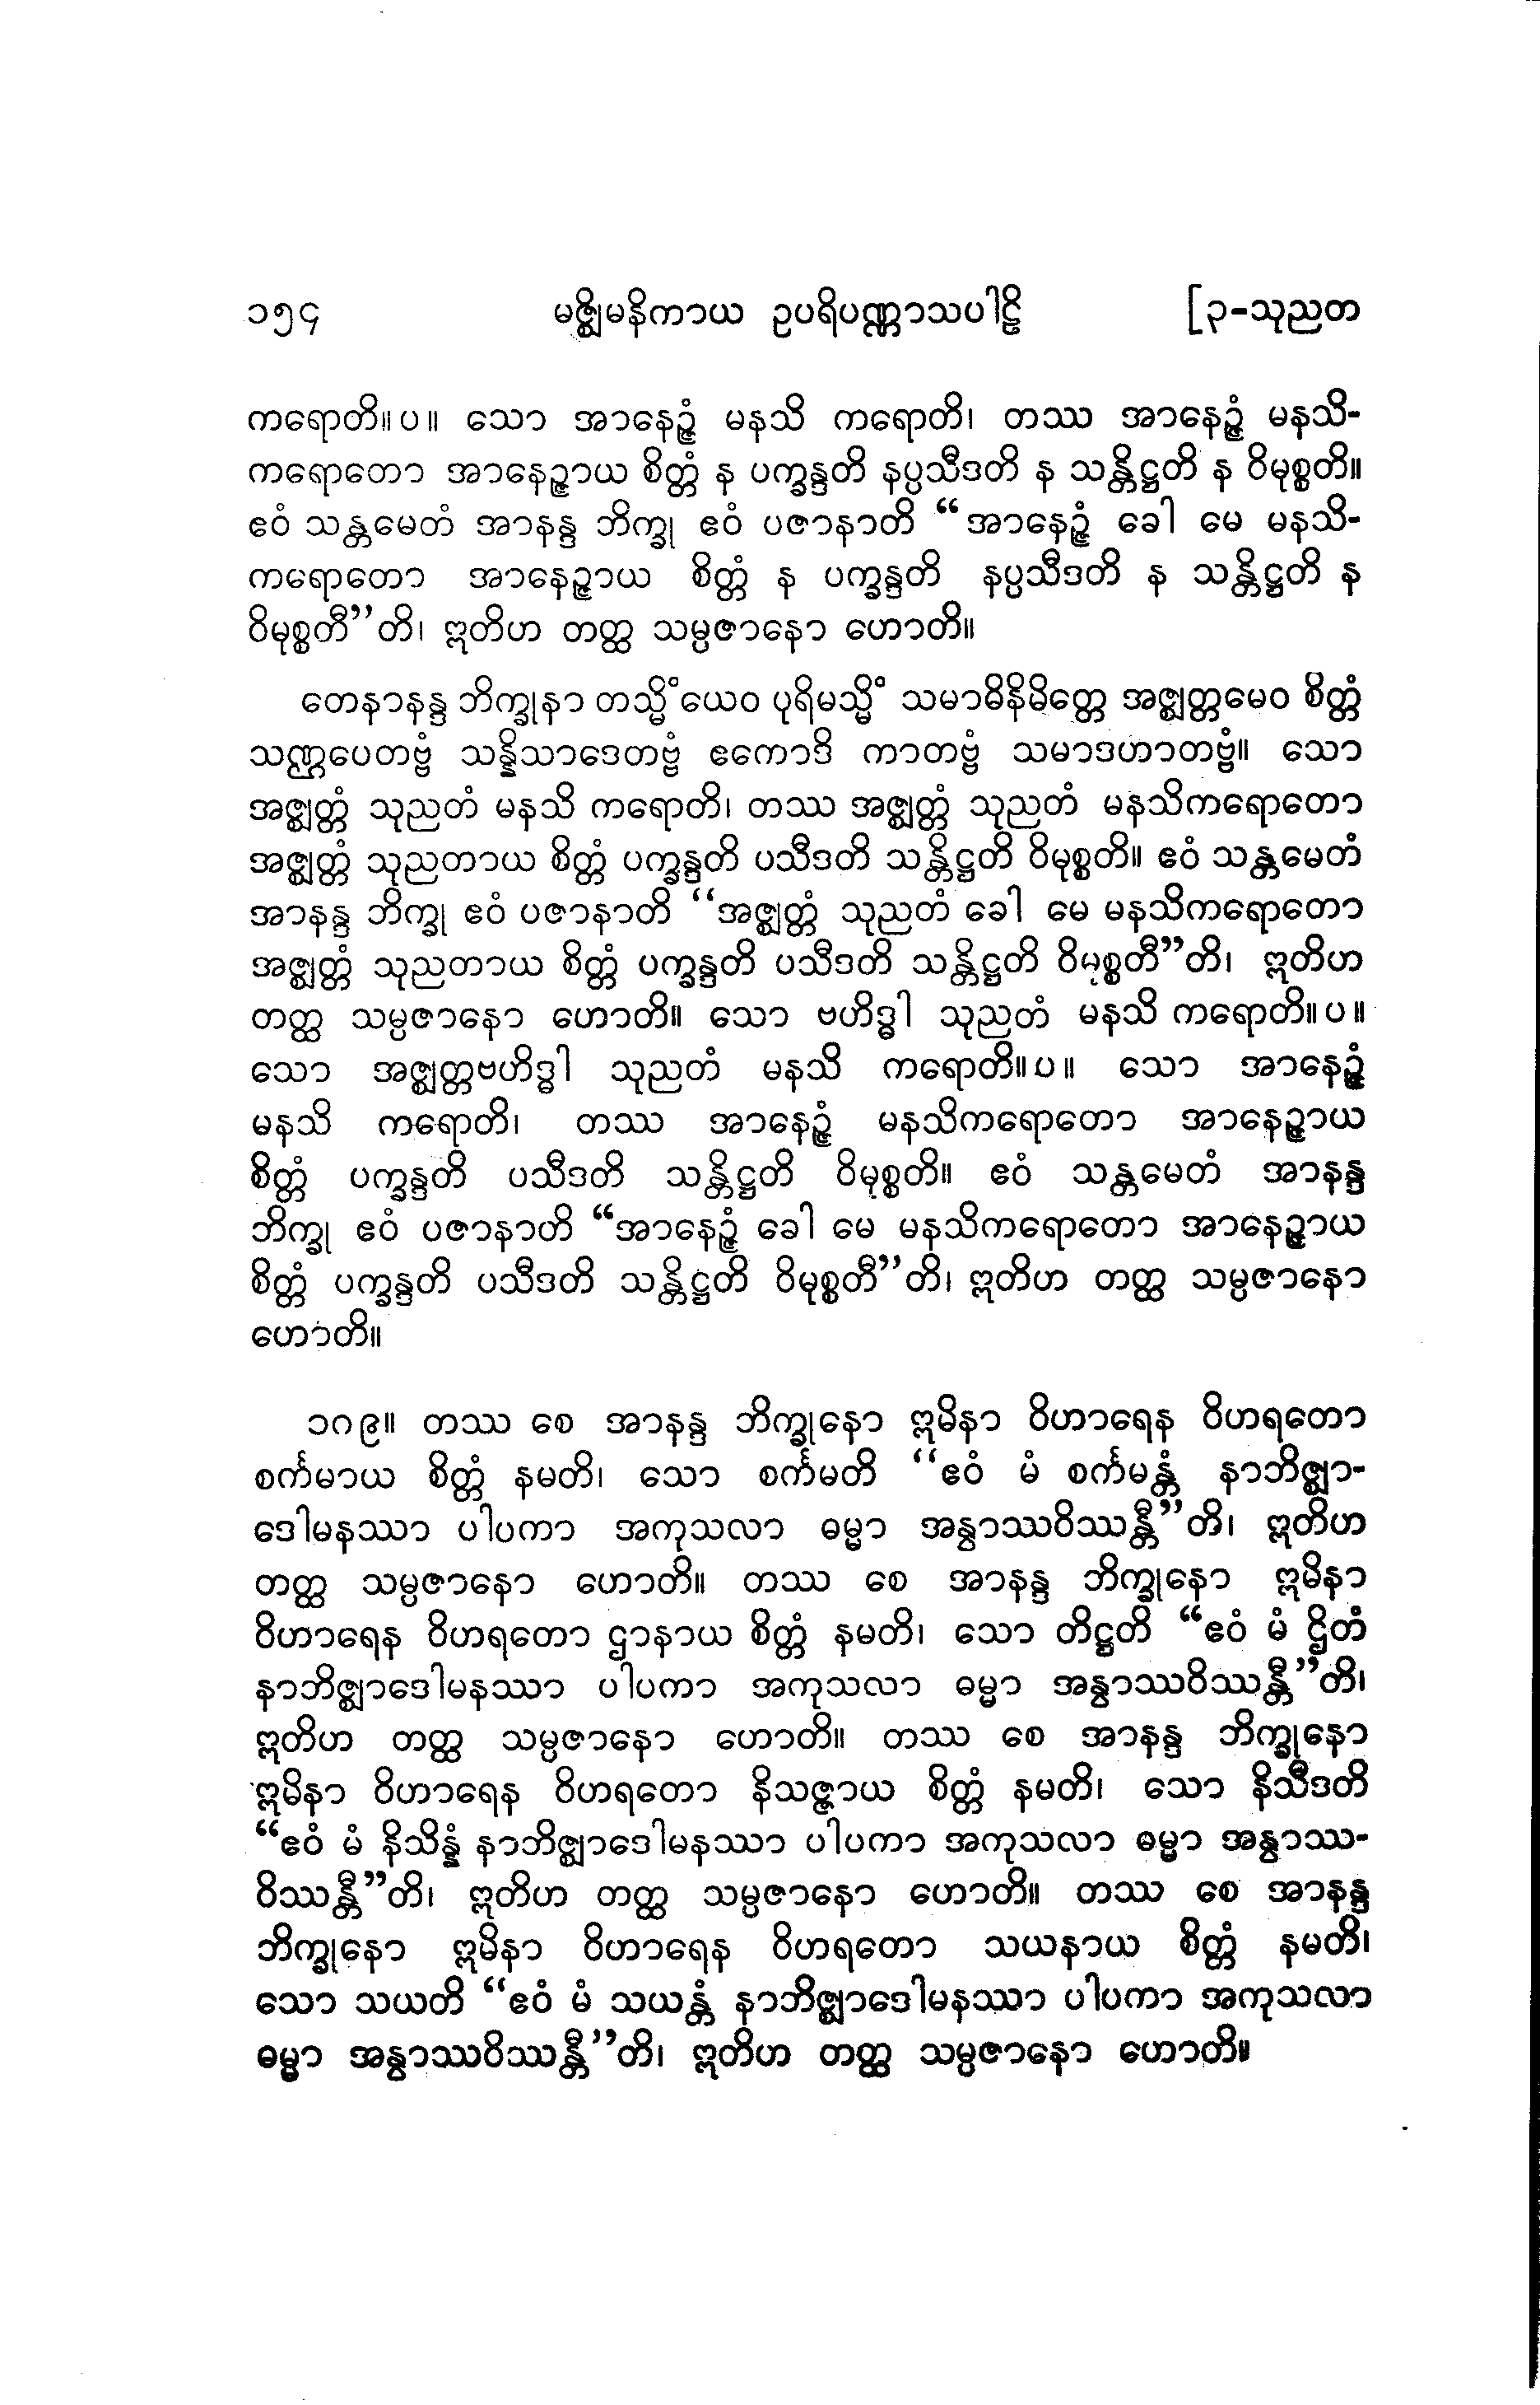 ၁၅၄ မဇ္ဈိမနိကာယ ဥပရိပဏ္ဏာသပါဠိ [၃-သုညတ
ကရောတိ။ပ။ သော အာနေဉ္ဇံ မနသိ ကရောတိ၊ တဿ အာနေဉ္ဇံ မနသိ-
ကရောတော အာနေဉ္ဇာယ စိတ္တံ န ပက္ခန္ဒတိ နပ္ပသီဒတိ န သန္တိဋ္ဌတိ န ဝိမုစ္စတိ။
ဧဝံ သန္တမေတံ အာနန္ဒ ဘိက္ခု ဧဝံ ပဇာနာတိ “အာနေဉ္ဇံ ခေါ မေ မနသိ-
ကရောတော အာနေဉ္ဇာယ စိတ္တံ န ပက္ခန္ဒတိ နပ္ပသီဒတိ န သန္တိဋ္ဌတိ န
ဝိမုစ္စတီ”တိ၊ ဣတိဟ တတ္ထ သမ္ပဇာနော ဟောတိ။
တေနာနန္ဒ ဘိက္ခုနာ တသ္မိံယေဝ ပုရိမသ္မိံ သမာဓိနိမိတ္တေ အဇ္ဈတ္တမေဝ စိတ္တံ
သဏ္ဌပေတဗ္ဗံ သန္နိသာဒေတဗ္ဗံ ဧကောဒိ ကာတဗ္ဗံ သမာဒဟာတဗ္ဗံ။ သော
အဇ္ဈတ္တံ သုညတံ မနသိ ကရောတိ၊ တဿ အဇ္ဈတ္တံ သုညတံ မနသိကရောတော
အဇ္ဈတ္တံ သုညတာယ စိတ္တံ ပက္ခန္ဒတိ ပသီဒတိ သန္တိဋ္ဌတိ ဝိမုစ္စတိ။ ဧဝံ သန္တမေတံ
အာနန္ဒ ဘိက္ခု ဧဝံ ပဇာနာတိ “အဇ္ဈတ္တံ သုညတံ ခေါ မေ မနသိကရောတော
အဇ္ဈတ္တံ သုညတာယ စိတ္တံ ပက္ခန္ဒတိ ပသီဒတိ သန္တိဋ္ဌတိ ဝိမုစ္စတီ”တိ၊ ဣတိဟ
တတ္ထ သမ္ပဇာနော ဟောတိ။ သော ဗဟိဒ္ဓါ သုညတံ မနသိ ကရောတိ။ပ။
သော အဇ္ဈတ္တဗဟိဒ္ဓါ သုညတံ မနသိ ကရောတိ။ပ။ သော အာနေဉ္ဇံ
မနသိ ကရောတိ၊ တဿ အာနေဉ္ဇံ မနသိကရောတော အာနေဉ္ဇာယ
စိတ္တံ ပက္ခန္ဒတိ ပသီဒတိ သန္တိဋ္ဌတိ ဝိမုစ္စတိ။ ဧဝံ သန္တမေတံ အာနန္ဒ
ဘိက္ခု ဧဝံ ပဇာနာတိ “အာနေဉ္ဇံ ခေါ မေ မနသိကရောတော အာနေဉ္ဇာယ
စိတ္တံ ပက္ခန္ဒတိ ပသီဒတိ သန္တိဋ္ဌတိ ဝိမုစ္စတီ”တိ၊ ဣတိဟ တတ္ထ သမ္ပဇာနော
ဟောတိ။
၁၈၉။ တဿ စေ အာနန္ဒ ဘိက္ခုနော ဣမိနာ ဝိဟာရေန ဝိဟရတော
စင်္ကမာယ စိတ္တံ နမတိ၊ သော စင်္ကမတိ “ဧဝံ မံ စင်္ကမန္တံ နာဘိဇ္ဈာ-
ဒေါမနဿာ ပါပကာ အကုသလာ ဓမ္မာ အနွာဿဝိဿန္တီ”တိ၊ ဣတိဟ
တတ္ထ သမ္ပဇာနော ဟောတိ။ တဿ စေ အာနန္ဒ ဘိက္ခုနော ဣမိနာ
ဝိဟာရေန ဝိဟရတော ဌာနာယ စိတ္တံ နမတိ၊ သော တိဋ္ဌတိ “ဧဝံ မံ ဌိတံ
နာဘိဇ္ဈာဒေါမနဿာ ပါပကာ အကုသလာ ဓမ္မာ အနွာဿဝိဿန္တီ”တိ၊
ဣတိဟ တတ္ထ သမ္ပဇာနော ဟောတိ။ တဿ စေ အာနန္ဒ ဘိက္ခုနော
ဣမိနာ ဝိဟာရေန ဝိဟရတော နိသဇ္ဇာယ စိတ္တံ နမတိ၊ သော နိသီဒတိ
“ဧဝံ မံ နိသိန္နံ နာဘိဇ္ဈာဒေါမနဿာ ပါပကာ အကုသလာ ဓမ္မာ အနွာဿ-
ဝိဿန္တီ”တိ၊ ဣတိဟ တတ္ထ သမ္ပဇာနော ဟောတိ။ တဿ စေ အာနန္ဒ
ဘိက္ခုနော ဣမိနာ ဝိဟာရေန ဝိဟရတော သယနာယ စိတ္တံ နမတိ၊
သော သယတိ “ဧဝံ မံ သယန္တံ နာဘိဇ္ဈာဒေါမနဿာ ပါပကာ အကုသလာ
ဓမ္မာ အနွာဿဝိဿန္တီ”တိ၊ ဣတိဟ တတ္ထ သမ္ပဇာနော ဟောတိ။